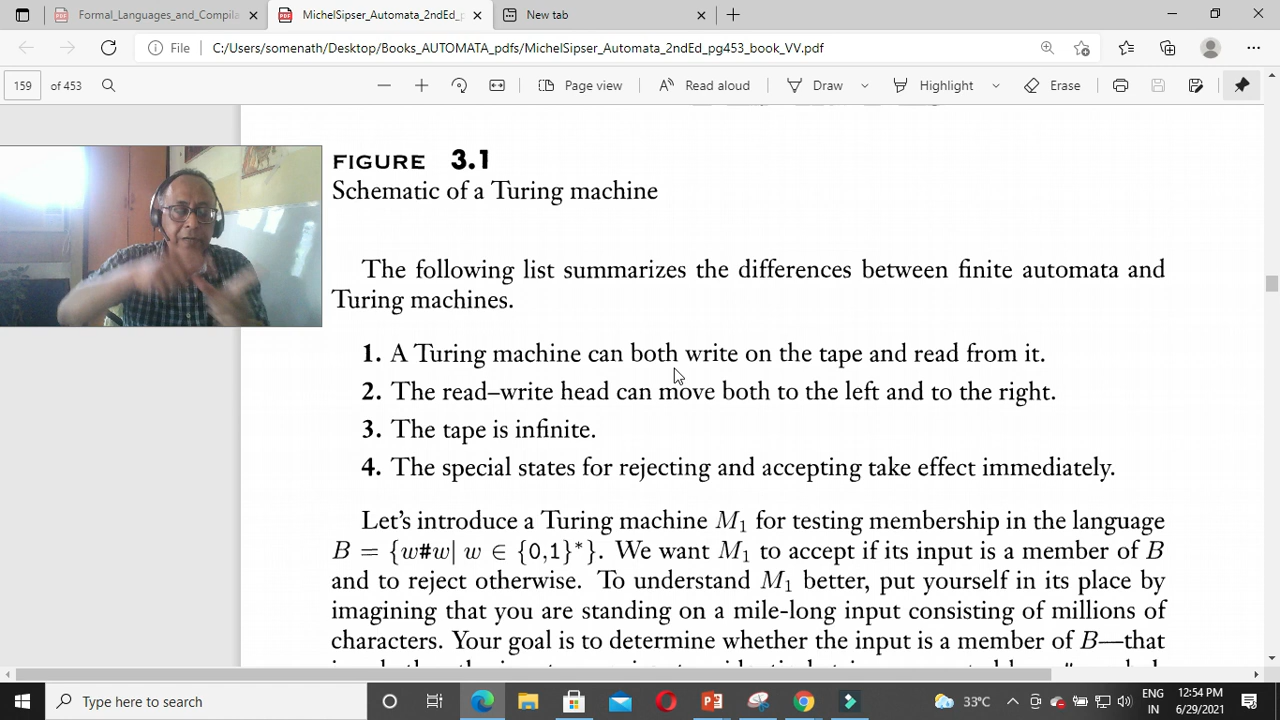 Formal_Languages_and_Compila
MichelSipser_Automata_2ndEd_p
New tab
File
C:/Users/somenath/Desktop/Books_AUTOMATA_pdfs/MichelSipser_Automata_2ndEd_pg453_book_VV.pdf
159 of 453
Page view
Read aloud
Draw
Highlight
Erase
FIGURE 3.1
Schematic of a Turing machine
The following list summarizes the differences between finite automata and
Turing machines.
1. A Turing machine can both write on the tape and read from it.
2. The read–write head can move both to the left and to the right.
3. The tape is infinite.
4. The special states for rejecting and accepting take effect immediately.
Let's introduce a Turing machine M₁ for testing membership in the language
B = {w#w| w ∈ {0,1}*}. We want M₁ to accept if its input is a member of B
and to reject otherwise. To understand M₁ better, put yourself in its place by
imagining that you are standing on a mile-long input consisting of millions of
characters. Your goal is to determine whether the input is a member of B—that
Type here to search
33°C
ENG
IN
12:54 PM
6/29/2021